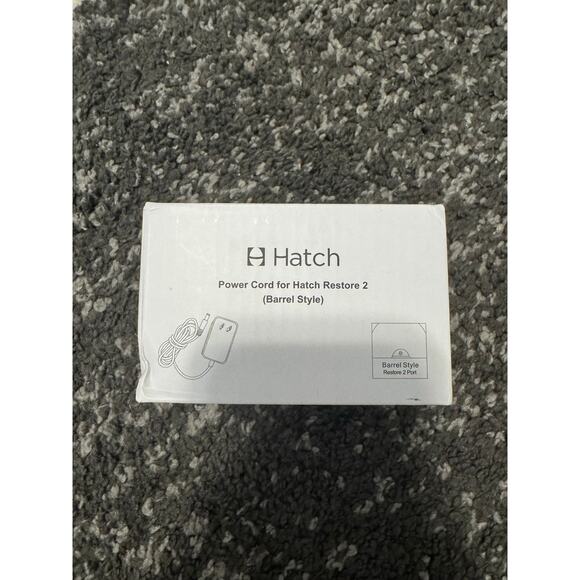 Hatch
Power Cord for Hatch Restore 2
(Barrel Style)
Barrel Style
Restore 2 Port